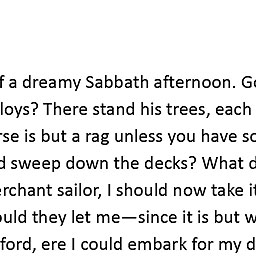 f a dreamy Sabbath afternoon. Go
loys? There stand his trees, each
rse is but a rag unless you have so
d sweep down the decks? What d
erchant sailor, I should now take it
ould they let me—since it is but w
ford, ere I could embark for my d